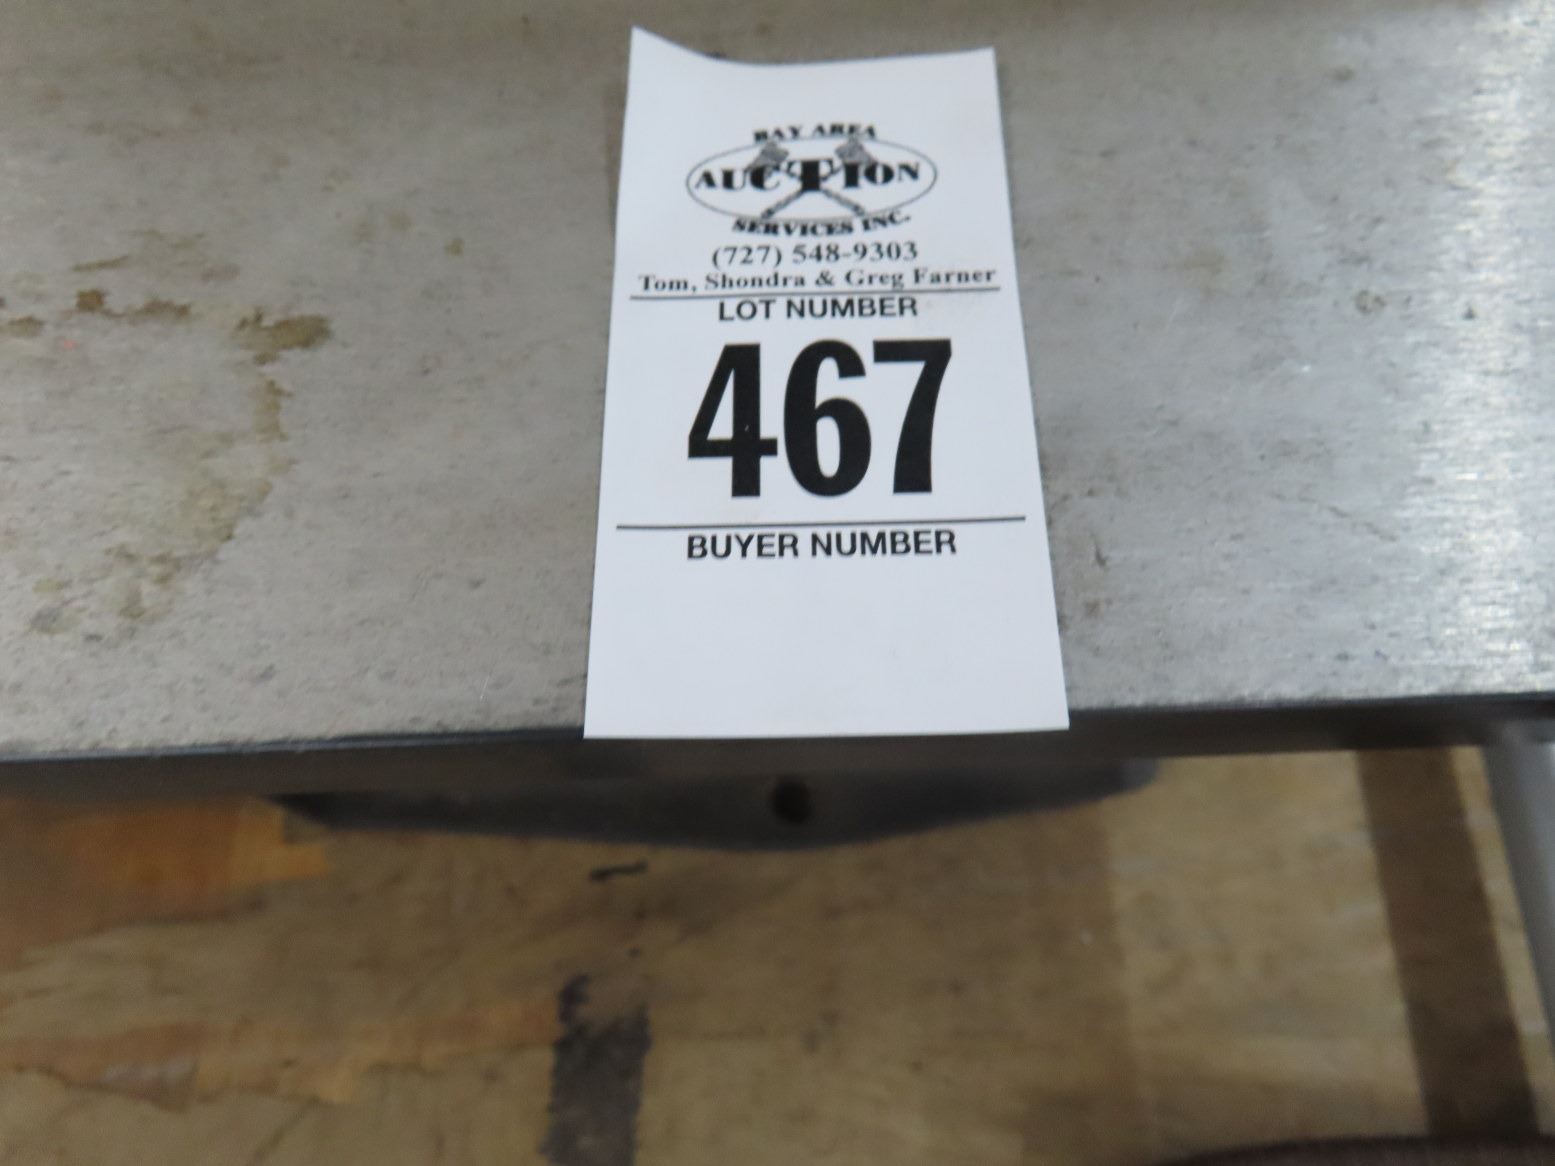 BAY AREA
AUCTION
SERVICES INC.
(727) 548-9303
Tom, Shondra & Greg Farner
LOT NUMBER
467
BUYER NUMBER